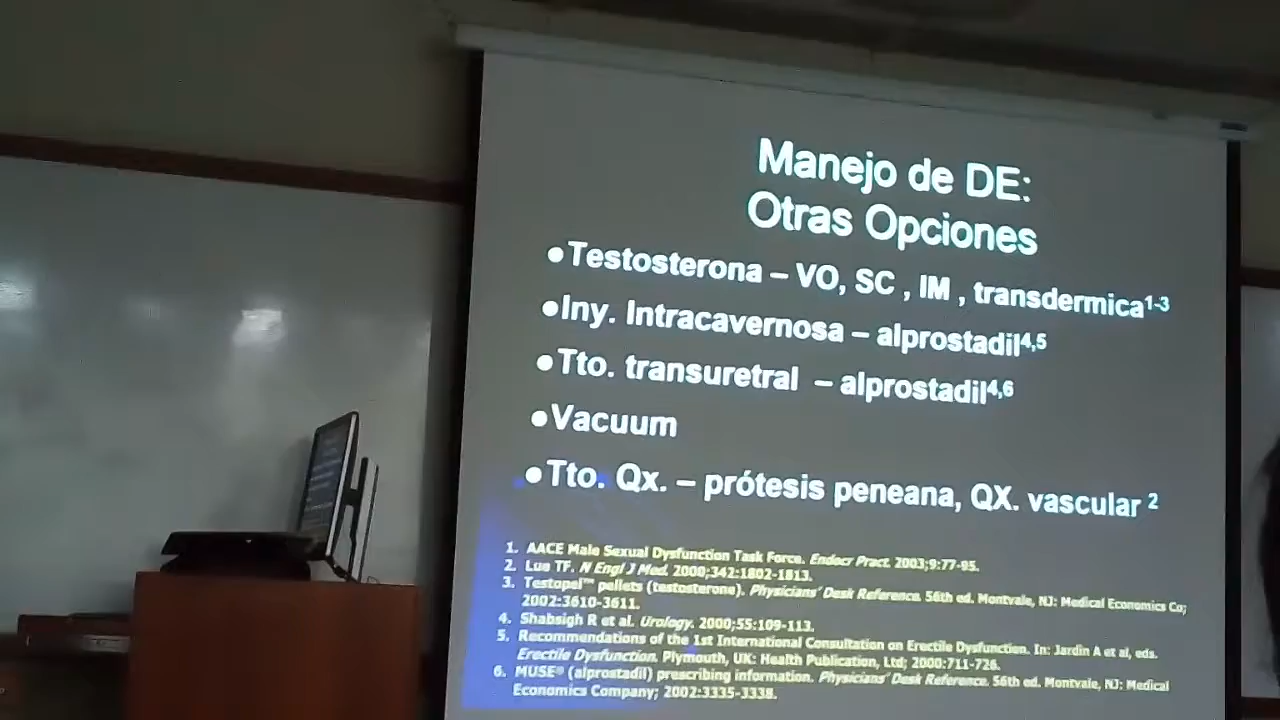 Manejo de DE:
Otras Opciones
●Testosterona – VO, SC , IM , transdermica1-3
●Iny. Intracavernosa – alprostadil4,5
●Tto. transuretral – alprostadil4,6
●Vacuum
●Tto. Qx. – prótesis peneana, QX. vascular 2
1. AACE Male Sexual Dysfunction Task Force. Endocr Pract. 2003;9:77-95.
2. Lue TF. N Engl J Med. 2000;342:1802-1813.
3. Testopel™ pellets (testosterone). Physicians' Desk Reference. 56th ed. Montvale, NJ: Medical Economics Co;
2002:3610-3611.
4. Shabsigh R et al. Urology. 2000;55:109-113.
5. Recommendations of the 1st International Consultation on Erectile Dysfunction. In: Jardin A et al, eds.
Erectile Dysfunction. Plymouth, UK: Health Publication, Ltd; 2000:711-726.
6. MUSE® (alprostadil) prescribing information. Physicians' Desk Reference. 56th ed. Montvale, NJ: Medical
Economics Company; 2002:3335-3338.